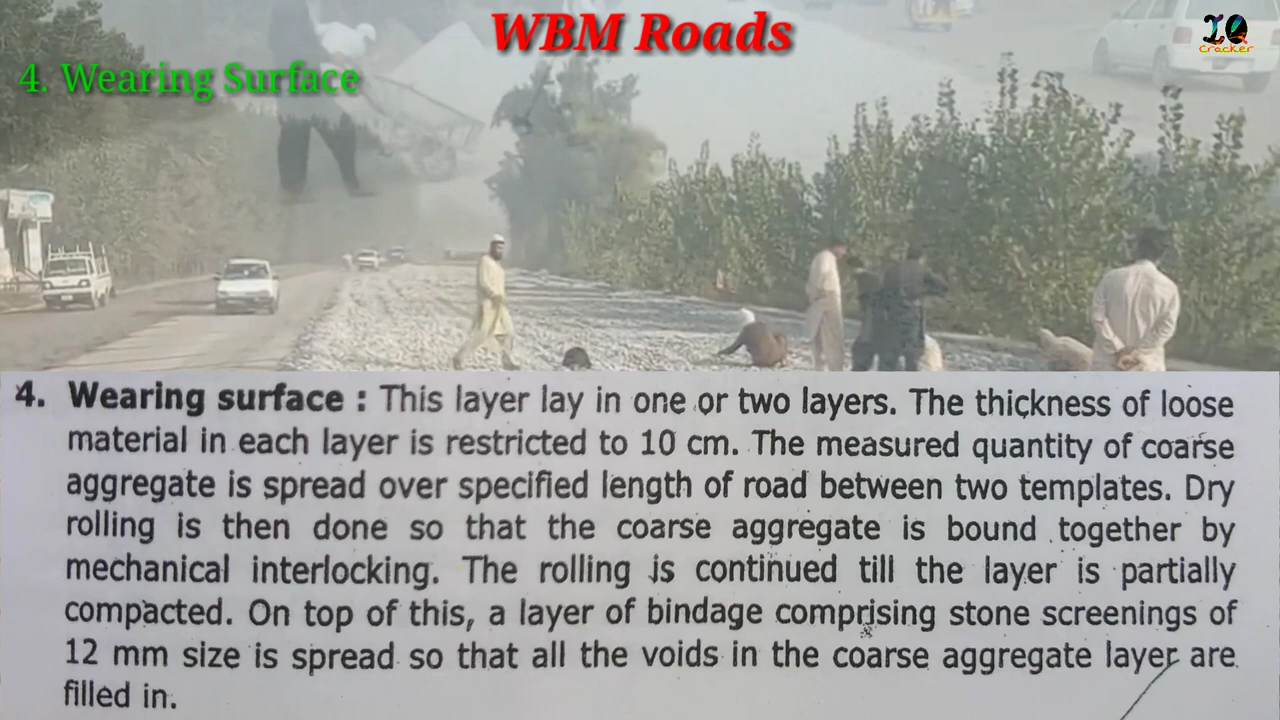 WBM Roads
IQ
Cracker
4. Wearing Surface
4. Wearing surface : This layer lay in one or two layers. The thickness of loose
material in each layer is restricted to 10 cm. The measured quantity of coarse
aggregate is spread over specified length of road between two templates. Dry
rolling is then done so that the coarse aggregate is bound together by
mechanical interlocking. The rolling is continued till the layer is partially
compacted. On top of this, a layer of bindage comprising stone screenings of
12 mm size is spread so that all the voids in the coarse aggregate layer are
filled in.